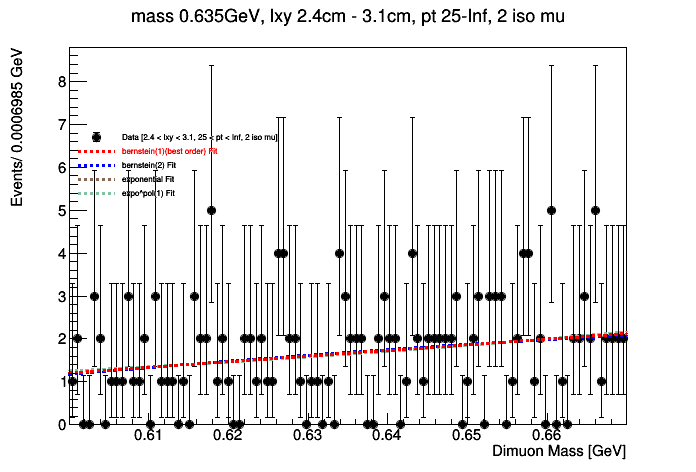 mass 0.635GeV, lxy 2.4cm - 3.1cm, pt 25-Inf, 2 iso mu
Events/ 0.0006985 GeV
8
7
6
5
4
3
2
1
0
Data [2.4 < lxy < 3.1, 25 < pt < Inf, 2 iso mu]
bernstein(1)(best order) Fit
bernstein(2) Fit
exponential Fit
expo*pol(1) Fit
0.61
0.62
0.63
0.64
0.65
0.66
Dimuon Mass [GeV]